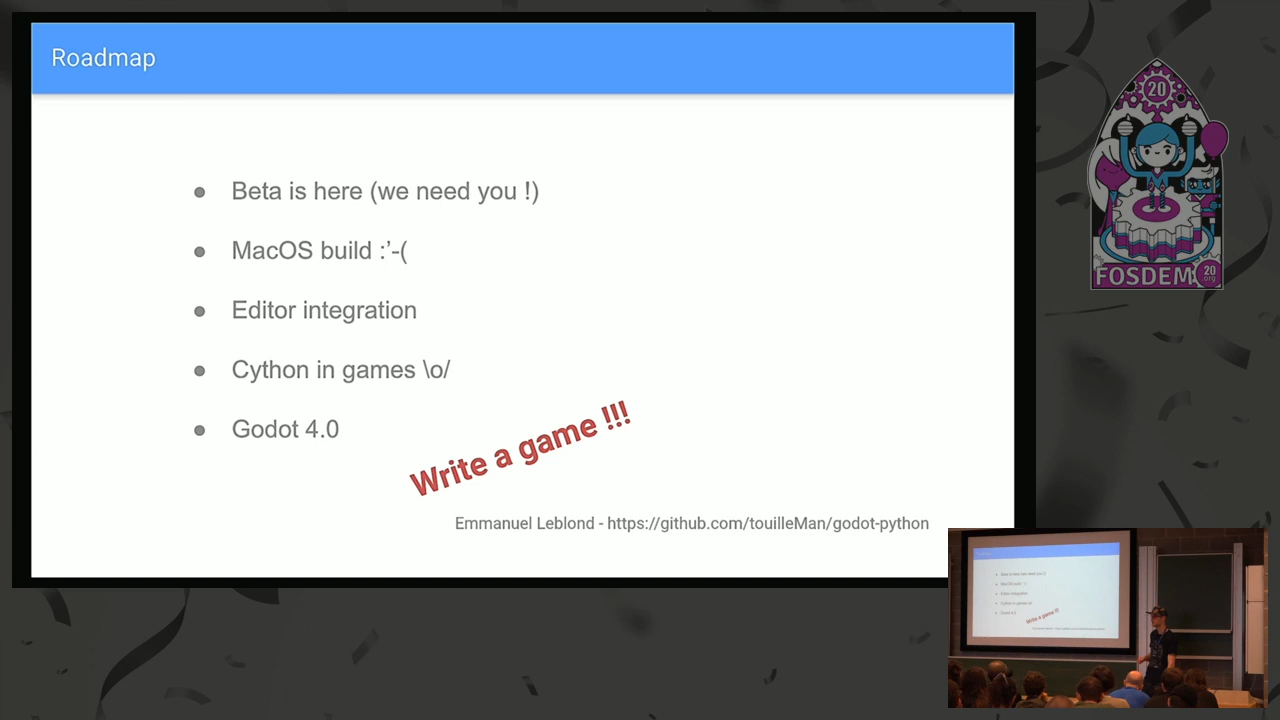 Roadmap
● Beta is here (we need you !)
● MacOS build :’-(
● Editor integration
● Cython in games \o/
● Godot 4.0
Write a game !!!
Emmanuel Leblond - https://github.com/touilleMan/godot-python
20
FOSDEM
20
.org